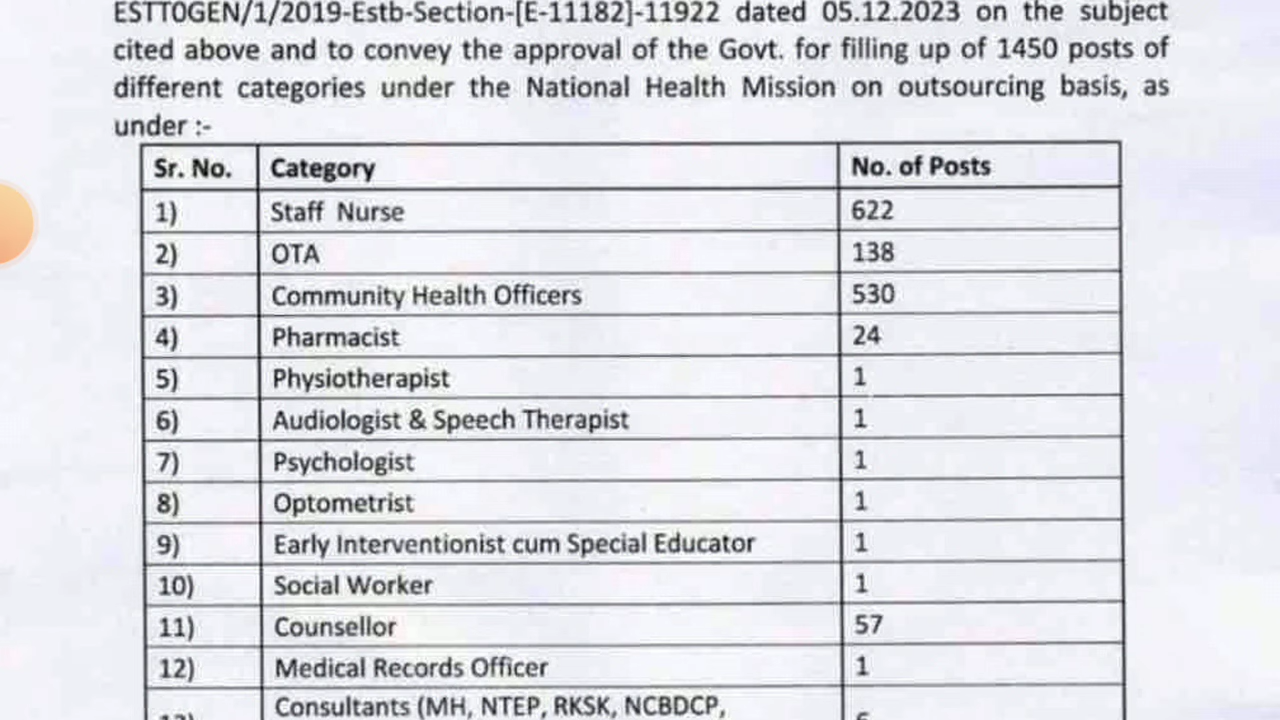 ESTT0GEN/1/2019-Estb-Section-[E-11182]-11922 dated 05.12.2023 on the subject
cited above and to convey the approval of the Govt. for filling up of 1450 posts of
different categories under the National Health Mission on outsourcing basis, as
under :-
Sr. No. Category No. of Posts
1) Staff Nurse 622
2) OTA 138
3) Community Health Officers 530
4) Pharmacist 24
5) Physiotherapist 1
6) Audiologist & Speech Therapist 1
7) Psychologist 1
8) Optometrist 1
9) Early Interventionist cum Special Educator 1
10) Social Worker 1
11) Counsellor 57
12) Medical Records Officer 1
Consultants (MH, NTEP, RKSK, NCBDCP,